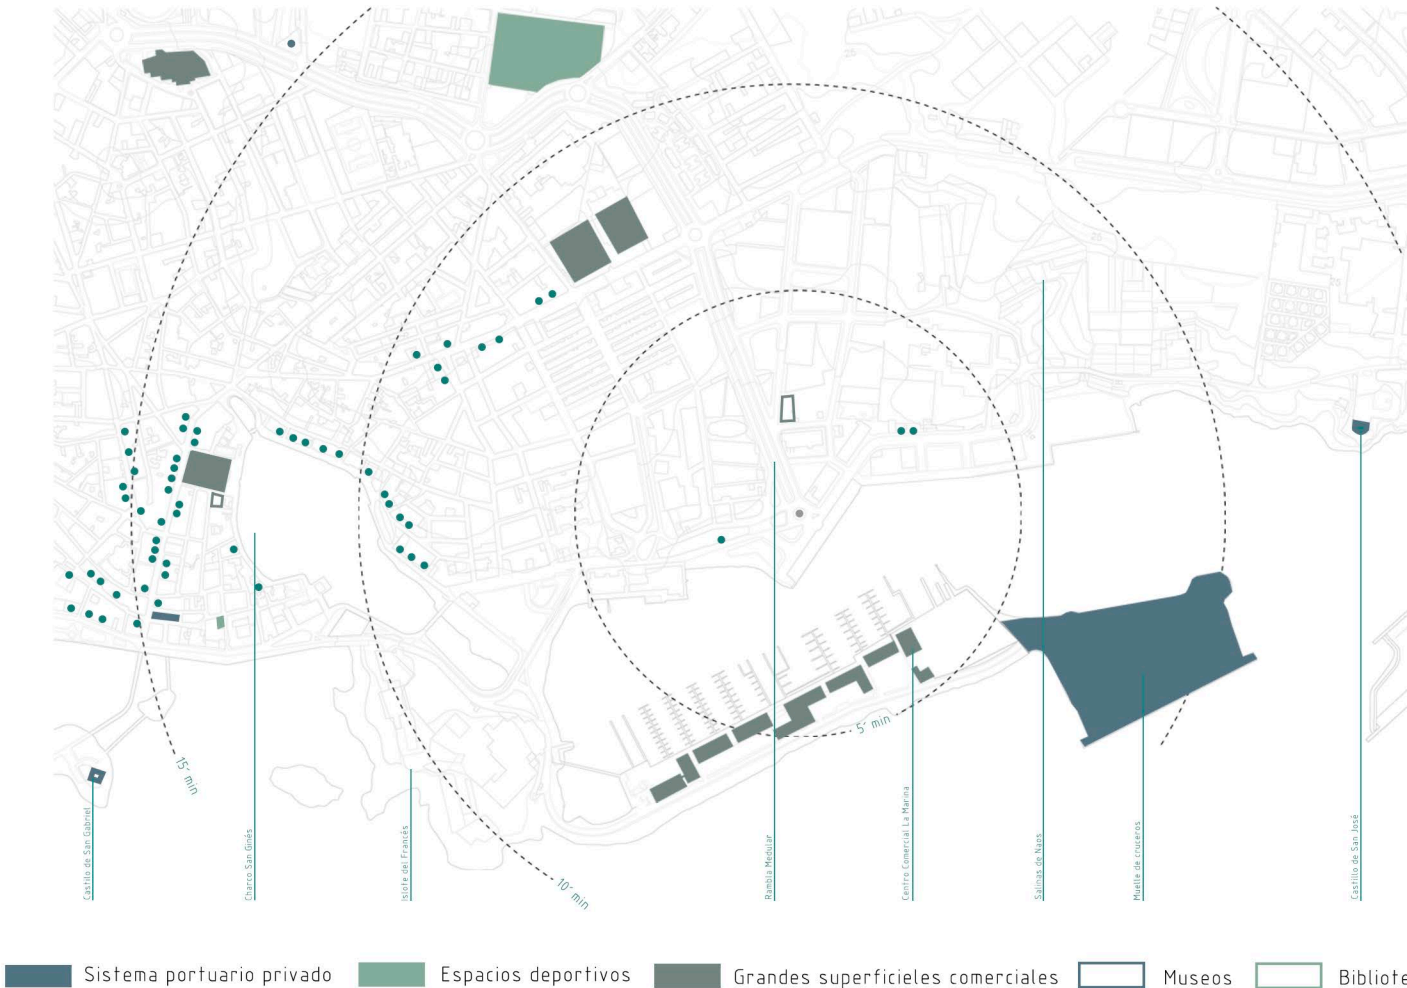 15´ min
10´ min
5´ min
Castilo de San Gabriel
Charco San Ginés
Islote del Francés
Rambla Medular
Centro Comercial La Marina
Salinas de Naos
Muelle de cruceros
Castillo de San José
Sistema portuario privado
Espacios deportivos
Grandes superficieles comerciales
Museos
Bibliote